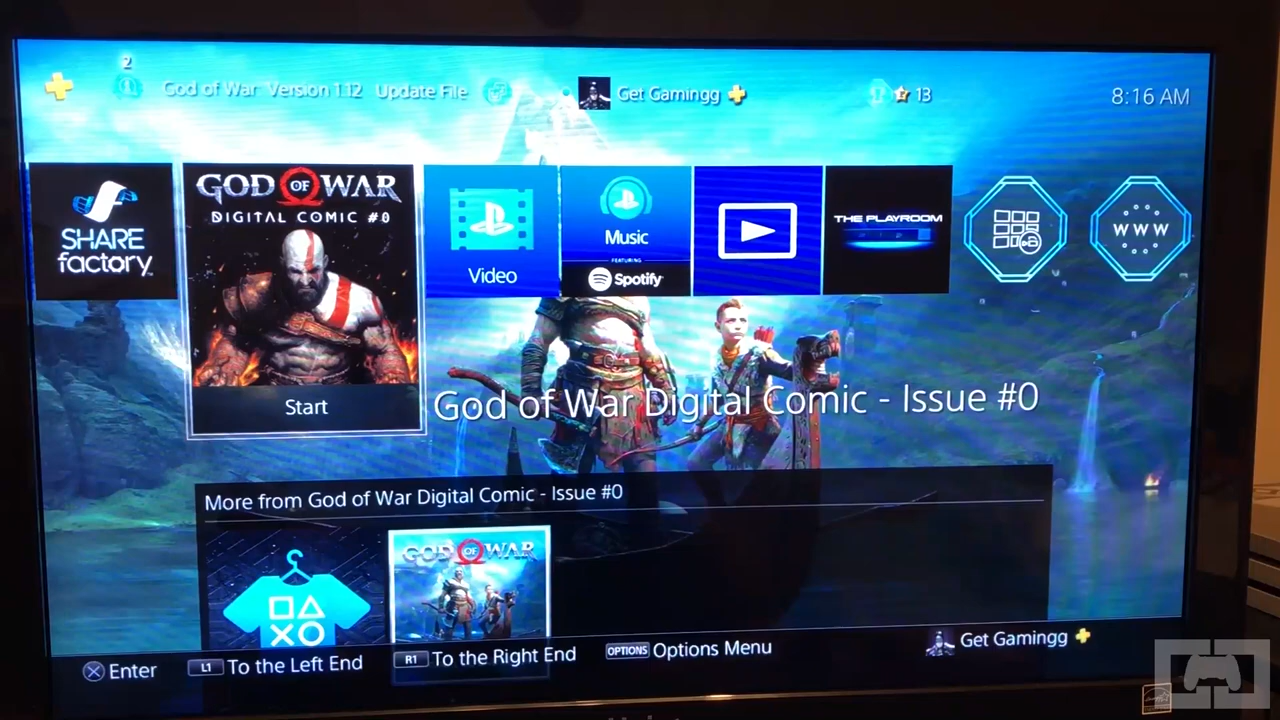 2
God of War Version 1.12 Update File
Get Gamingg
13
8:16 AM
SHARE
factory
GOD OF WAR
DIGITAL COMIC #0
Start
Video
Music
FEATURING
Spotify
THE PLAYROOM
WWW
God of War Digital Comic - Issue #0
More from God of War Digital Comic - Issue #0
GOD OF WAR
Enter
L1 To the Left End
R1 To the Right End
OPTIONS Options Menu
Get Gamingg